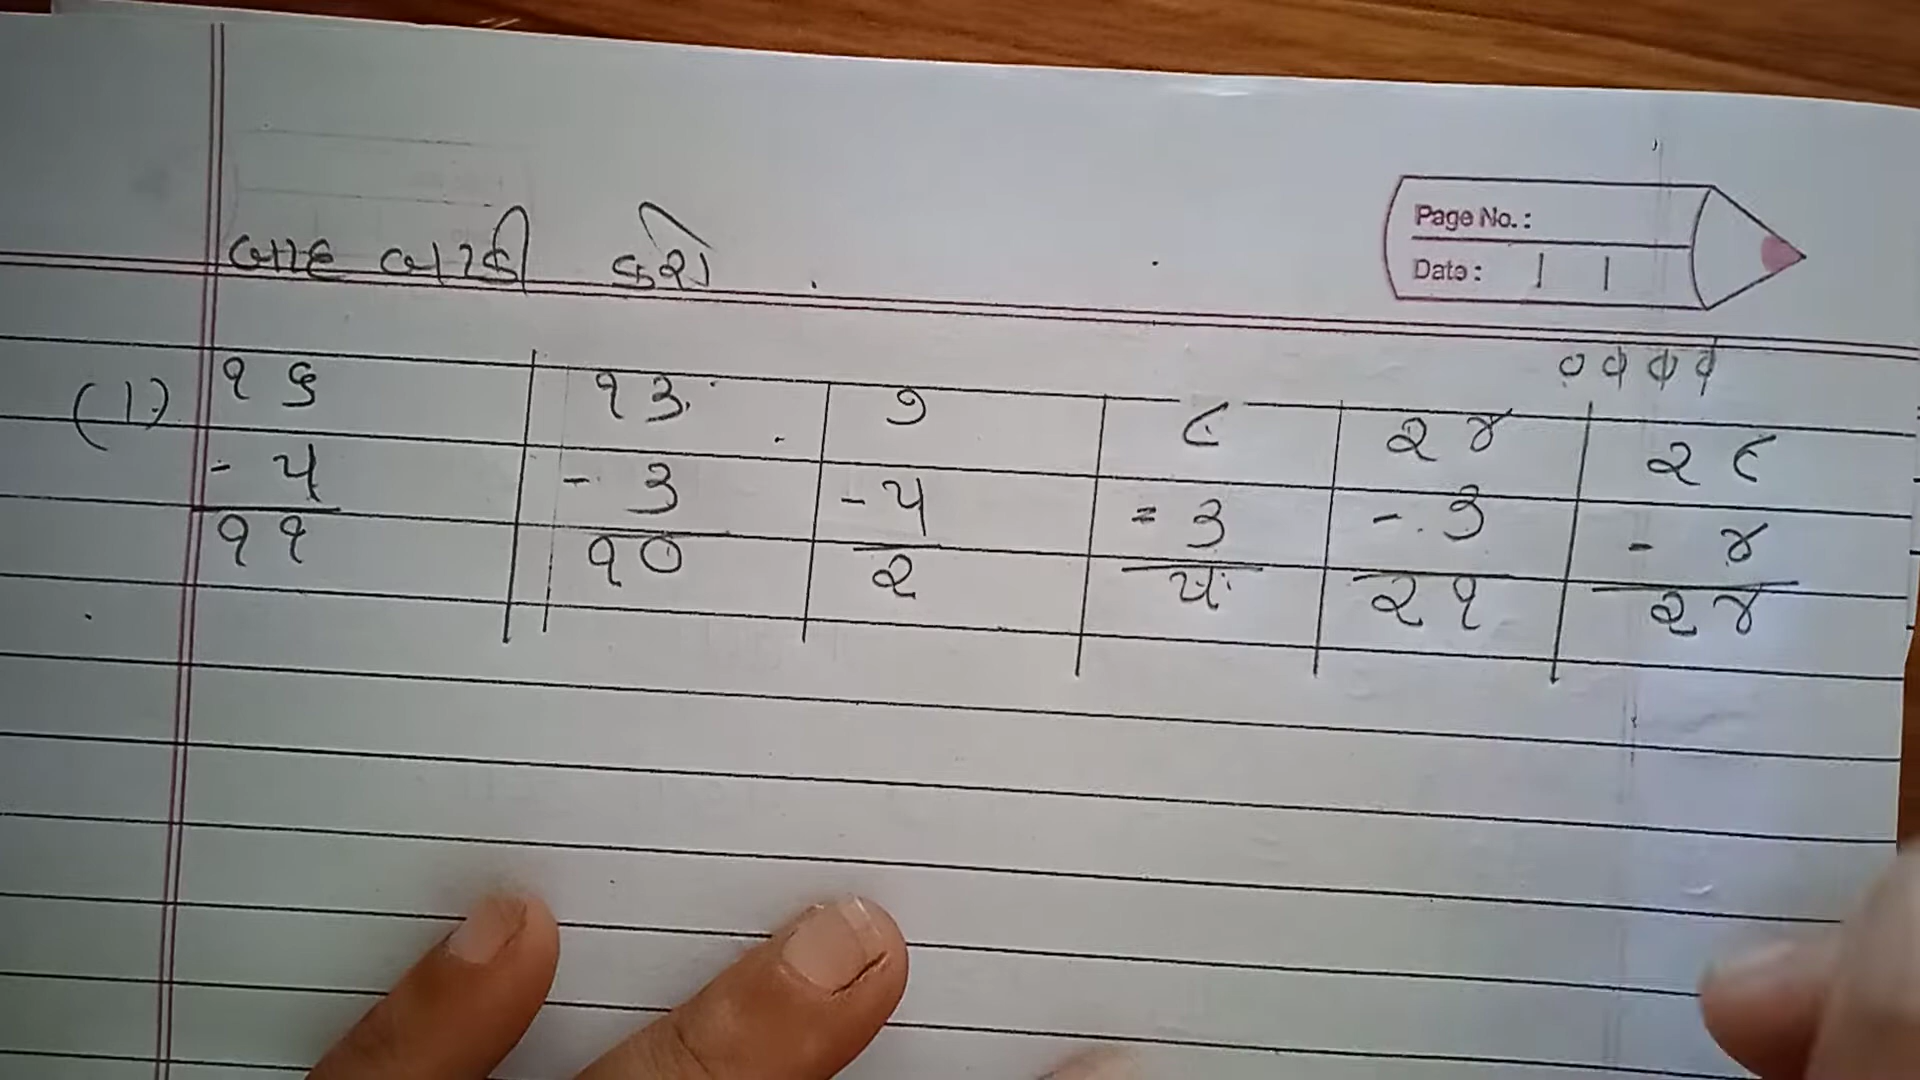 બાદ બાકી કરો .
Page No. :
Date :
(1) ૧૬ ૧૩ ૭ ૮ ૨૪ ૨૮
- ૫ - ૩ - ૫ = ૩ - ૩ - ૪
૧૧ ૧૦ ૨ ૫ ૨૧ ૨૪